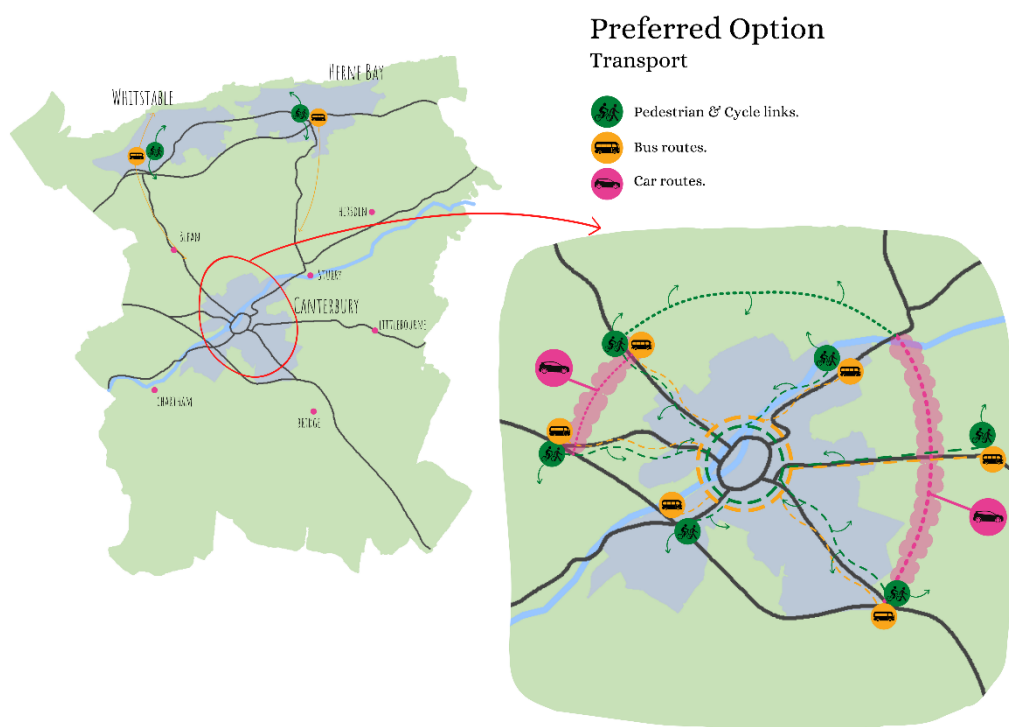 Preferred Option
Transport
Pedestrian & Cycle links.
Bus routes.
Car routes.
Herne Bay
Whitstable
Hersden
Blean
Sturry
Canterbury
Littlebourne
Chartham
Bridge